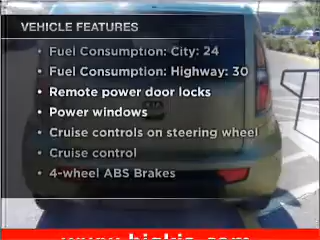 VEHICLE FEATURES
• Fuel Consumption: City: 24
• Fuel Consumption: Highway: 30
• Remote power door locks
• Power windows
• Cruise controls on steering wheel
• Cruise control
• 4-wheel ABS Brakes